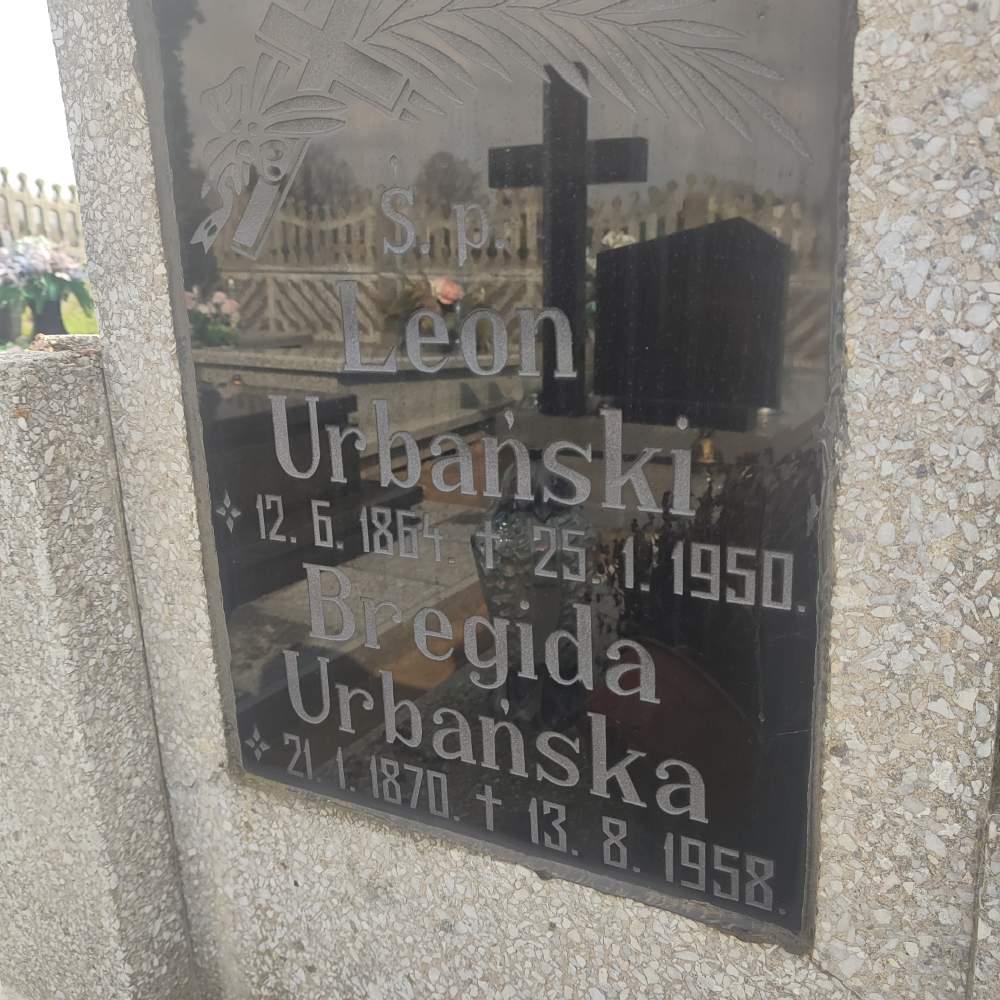 Ś. p.
Leon
Urbański
12. 6. 1864. † 25. 1. 1950.
Bregida
Urbańska
21. 1. 1870. † 13. 8. 1958.